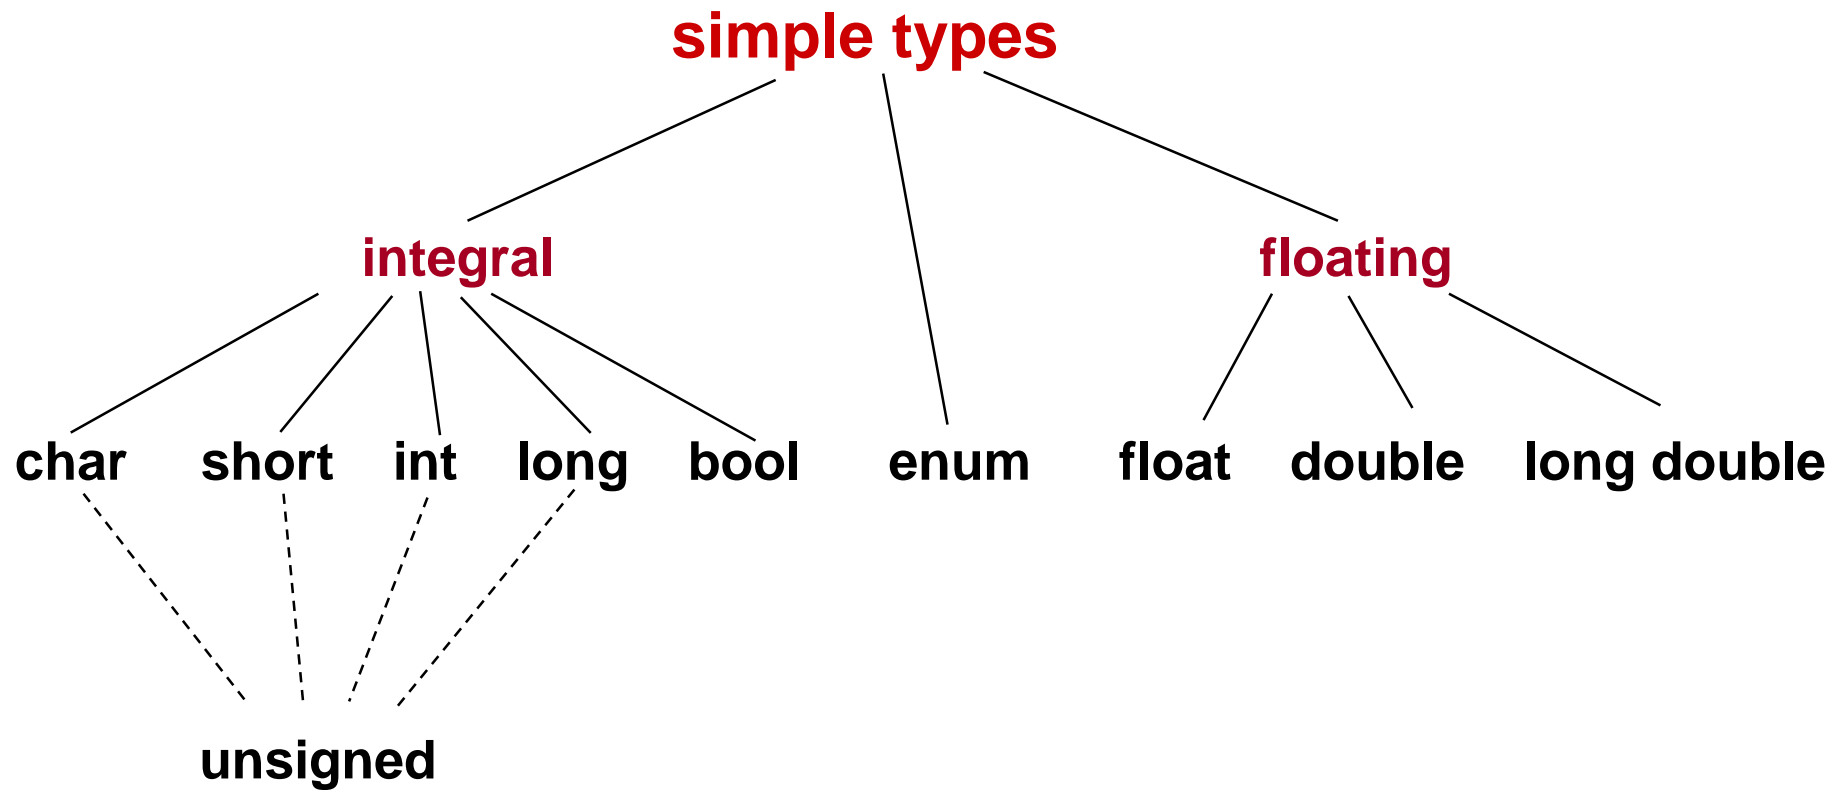 simple types
integral floating
char short int long bool enum float double long double
unsigned